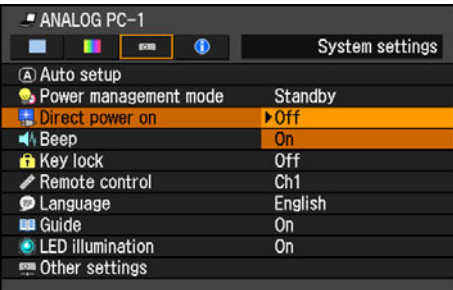 ANALOG PC-1
System settings
Auto setup
Power management mode Standby
Direct power on Off
Beep On
Key lock Off
Remote control Ch1
Language English
Guide On
LED illumination On
Other settings